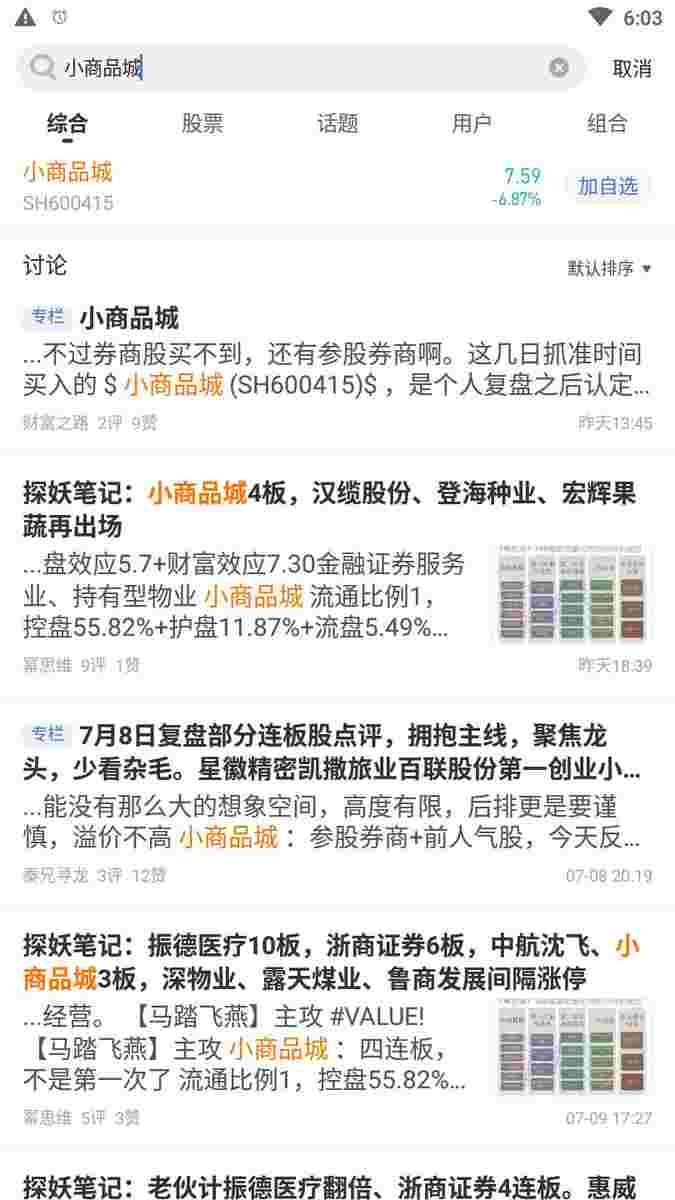 6:03
小商品城
取消
综合
股票
话题
用户
组合
小商品城
7.59
加自选
SH600415
-6.87%
讨论
默认排序
专栏 小商品城
...不过券商股买不到，还有参股券商啊。这几日抓准时间
买入的 $ 小商品城 (SH600415)$ ，是个人复盘之后认定...
财富之路 2评 9赞
昨天13:45
探妖笔记：小商品城4板，汉缆股份、登海种业、宏辉果
蔬再出场
...盘效应5.7+财富效应7.30金融证券服务
业、持有型物业 小商品城 流通比例1，
控盘55.82%+护盘11.87%+流盘5.49%...
幂思维 9评 1赞
昨天18:39
专栏 7月8日复盘部分连板股点评，拥抱主线，聚焦龙
头，少看杂毛。星徽精密凯撒旅业百联股份第一创业小...
...能没有那么大的想象空间，高度有限，后排更是要谨
慎，溢价不高 小商品城 ：参股券商+前人气股，今天反...
秦兄寻龙 3评 12赞
07-08 20:19
探妖笔记：振德医疗10板，浙商证券6板，中航沈飞、小
商品城3板，深物业、露天煤业、鲁商发展间隔涨停
...经营。 【马踏飞燕】主攻 #VALUE!
【马踏飞燕】主攻 小商品城 ：四连板，
不是第一次了 流通比例1，控盘55.82%...
幂思维 5评 3赞
07-09 17:27
探妖笔记：老伙计振德医疗翻倍、浙商证券4连板。惠威